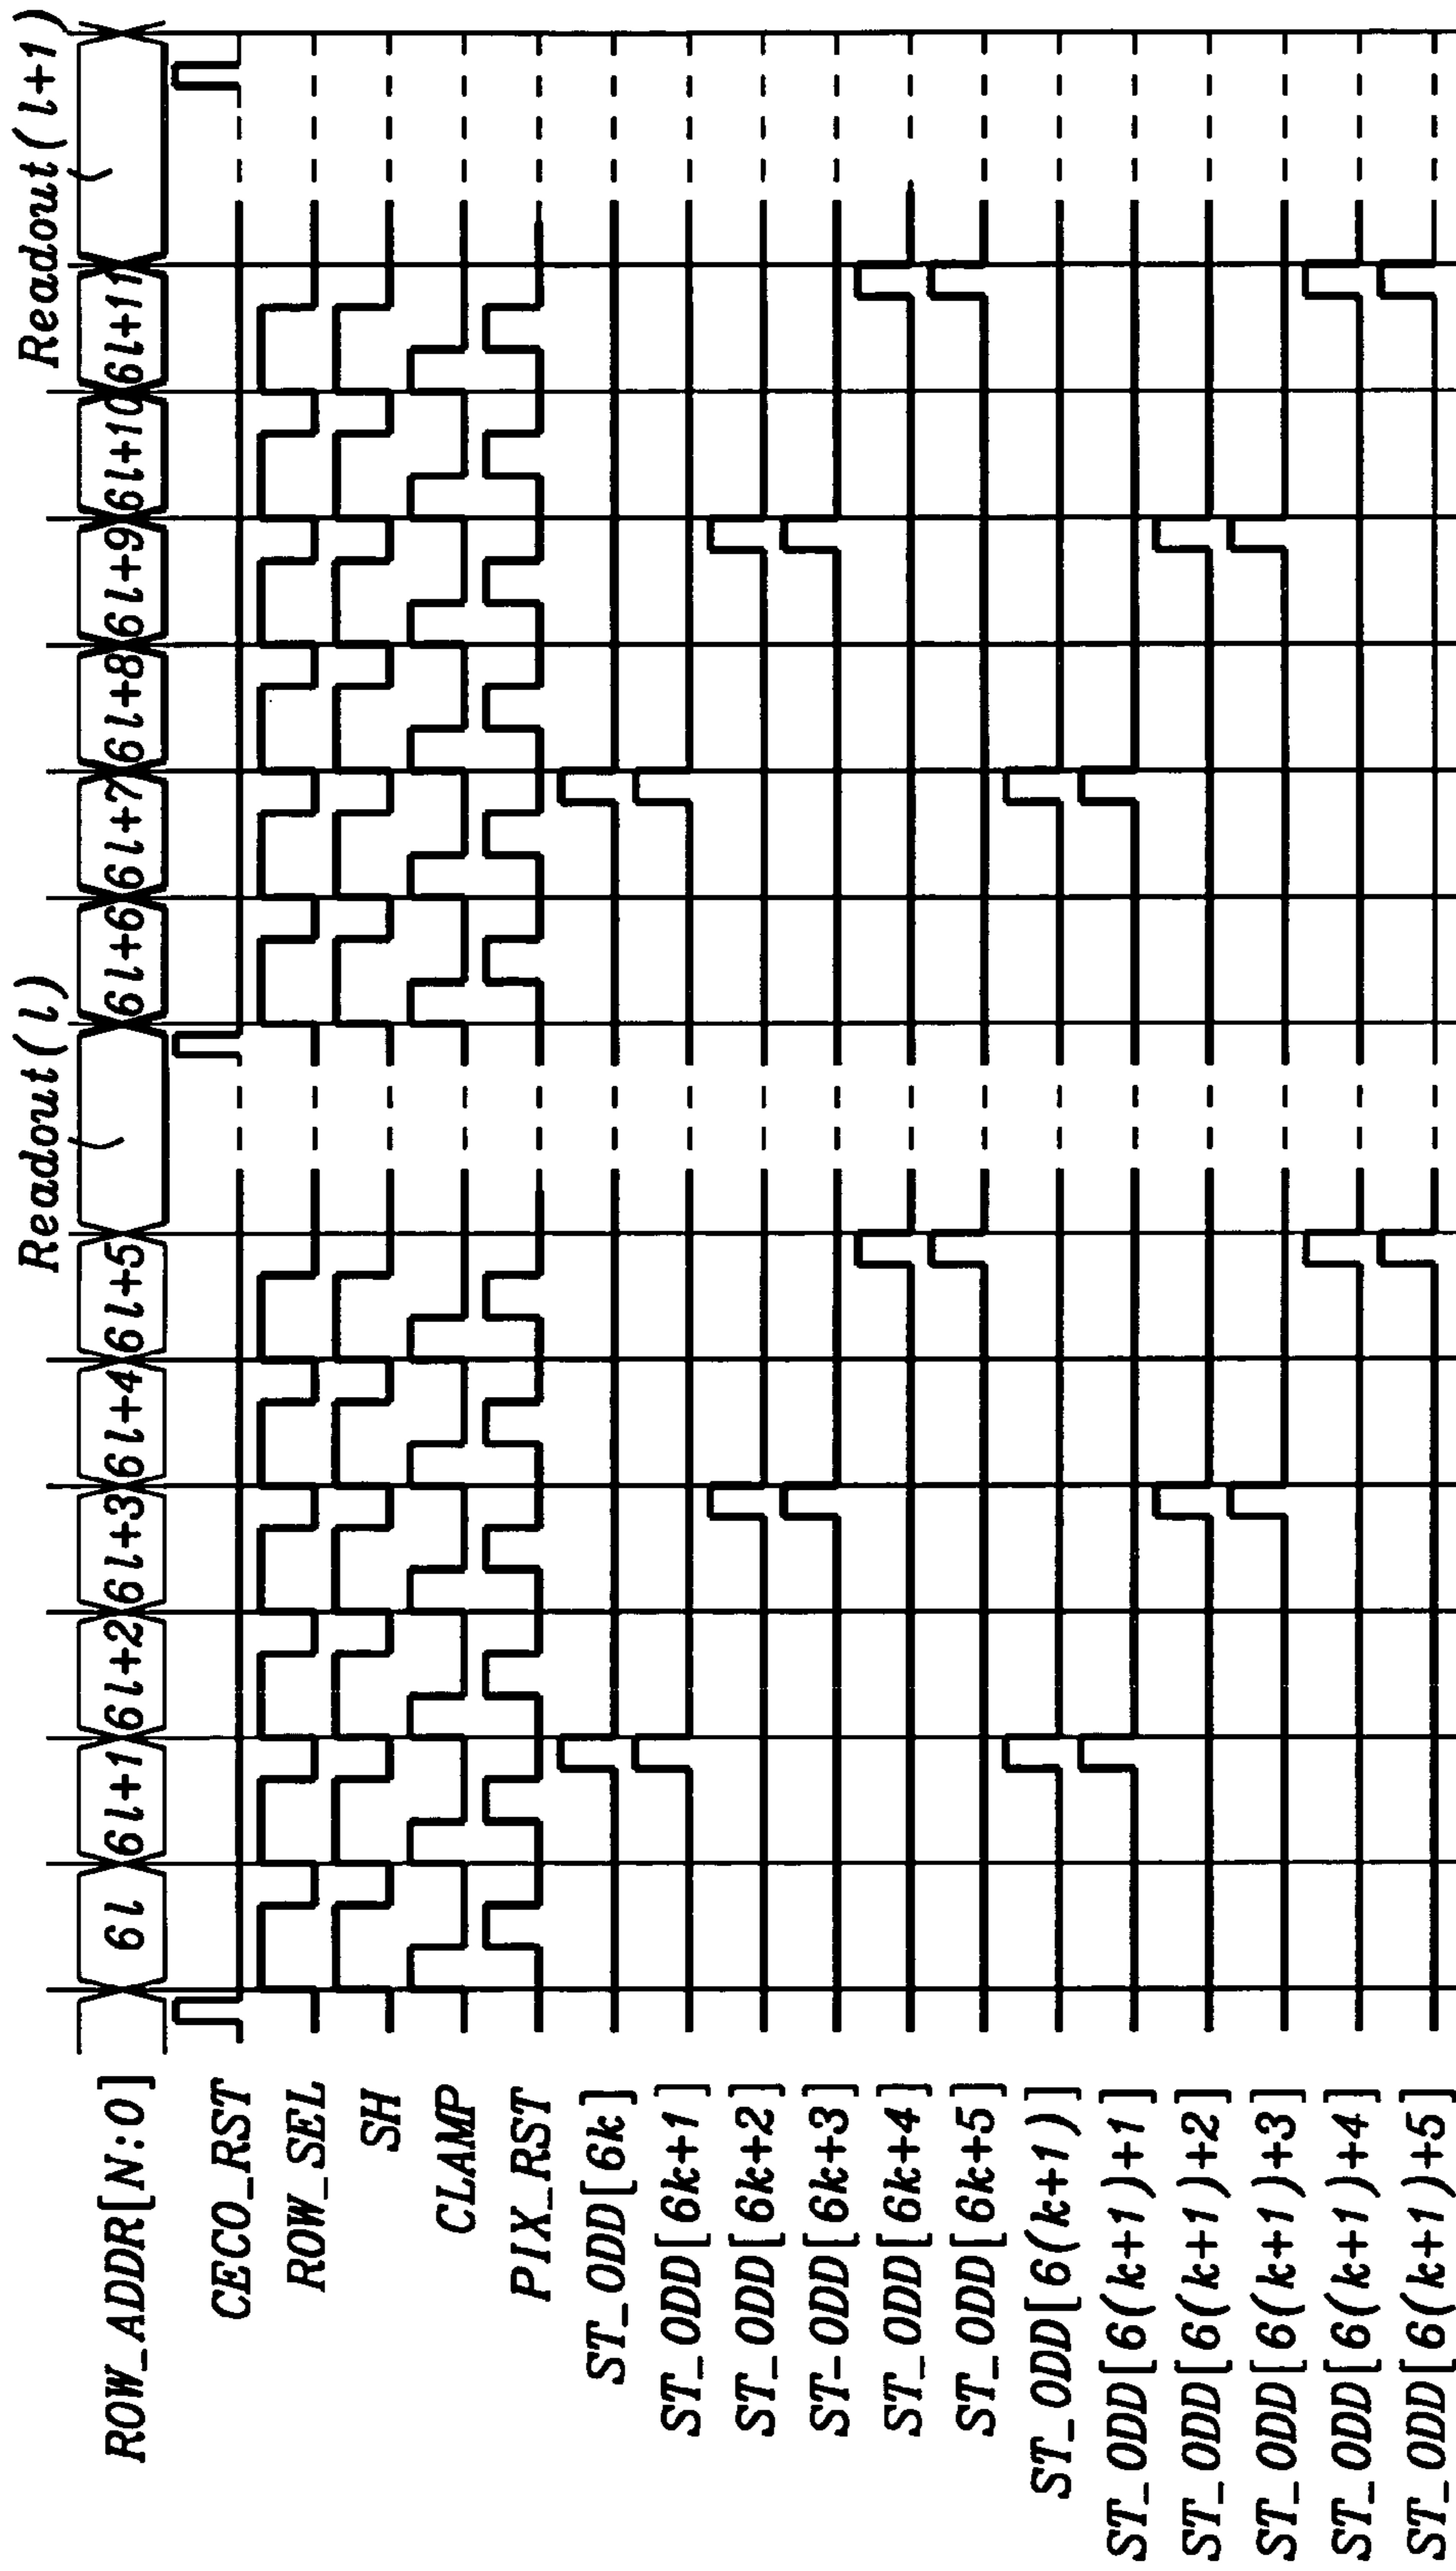 Readout(l) Readout(l+1)
ROW_ADDR[N:0] 6l 6l+1 6l+2 6l+3 6l+4 6l+5 6l+6 6l+7 6l+8 6l+9 6l+10 6l+11
CECO_RST
ROW_SEL
SH
CLAMP
PIX_RST
ST_ODD[6k]
ST_ODD[6k+1]
ST_ODD[6k+2]
ST-ODD[6k+3]
ST_ODD[6k+4]
ST_ODD[6k+5]
ST_ODD[6(k+1)]
ST_ODD[6(k+1)+1]
ST_ODD[6(k+1)+2]
ST_ODD[6(k+1)+3]
ST_ODD[6(k+1)+4]
ST_ODD[6(k+1)+5]